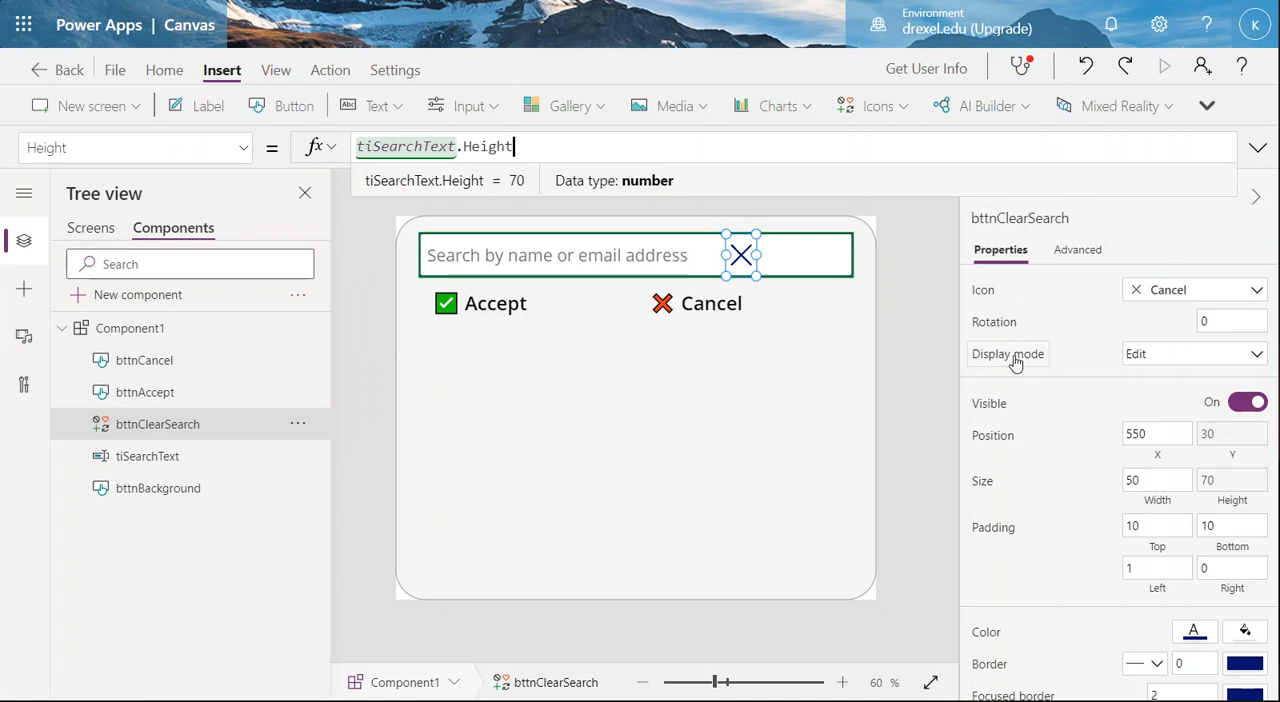 Power Apps | Canvas
Environment
drexel.edu (Upgrade)
K
Back File Home Insert View Action Settings Get User Info
New screen Label Button Text Input Gallery Media Charts Icons AI Builder Mixed Reality
Height = fx tiSearchText.Height
tiSearchText.Height = 70 Data type: number
Tree view
Screens Components
Search
New component
Component1
bttnCancel
bttnAccept
bttnClearSearch
tiSearchText
bttnBackground
Search by name or email address
Accept Cancel
bttnClearSearch
Properties Advanced
Icon Cancel
Rotation 0
Display mode Edit
Visible On
Position 550 30
X Y
Size 50 70
Width Height
Padding 10 10
Top Bottom
1 0
Left Right
Color A
Border 0
Focused border 2
Component1 bttnClearSearch 60 %